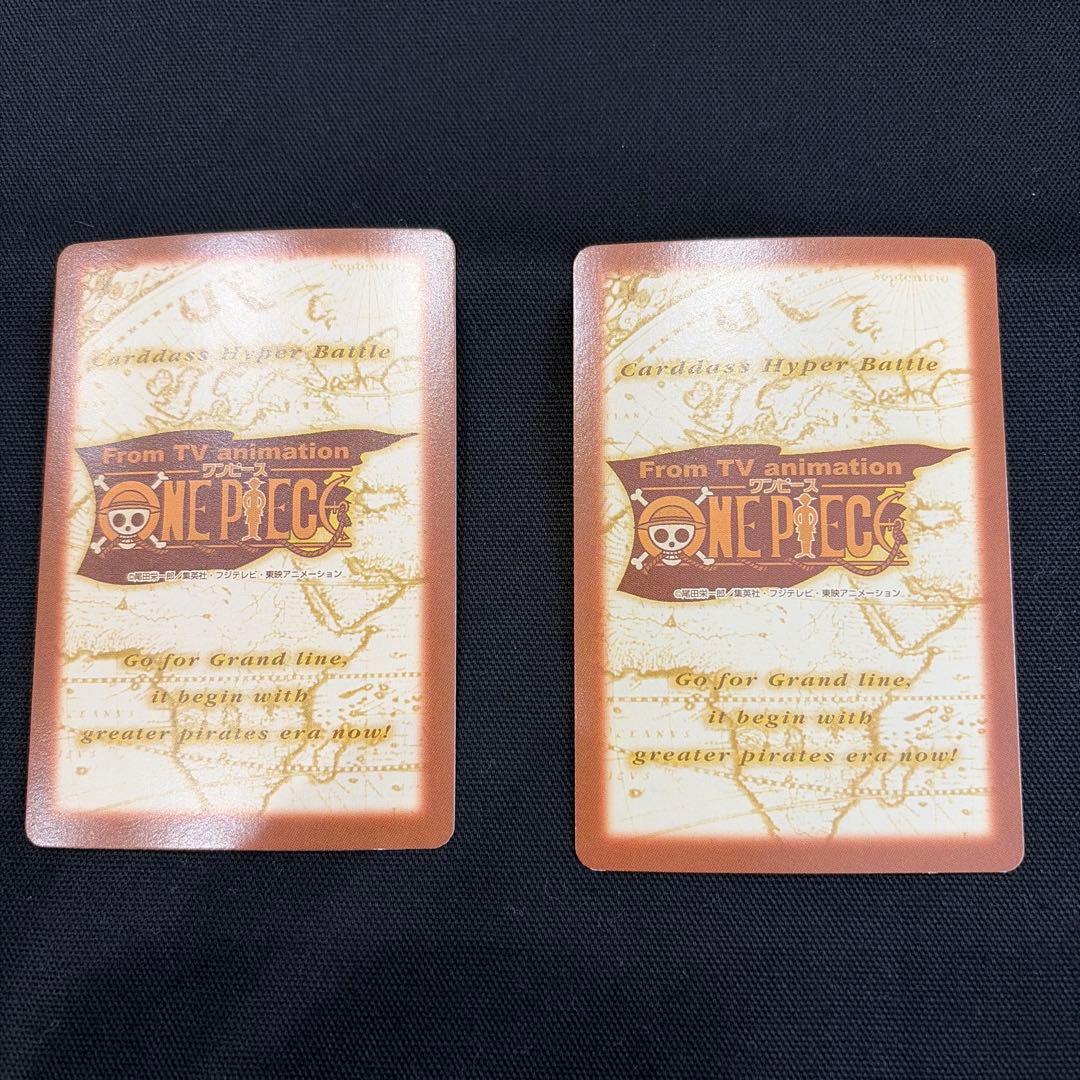 Septentrio
Carddass Hyper Battle
From TV animation
ワンピース
ONE PIECE
©尾田栄一郎/集英社・フジテレビ・東映アニメーション
Go for Grand line,
it begin with
greater pirates era now!
Septentrio
Carddass Hyper Battle
From TV animation
ワンピース
ONE PIECE
©尾田栄一郎/集英社・フジテレビ・東映アニメーション
Go for Grand line,
it begin with
greater pirates era now!